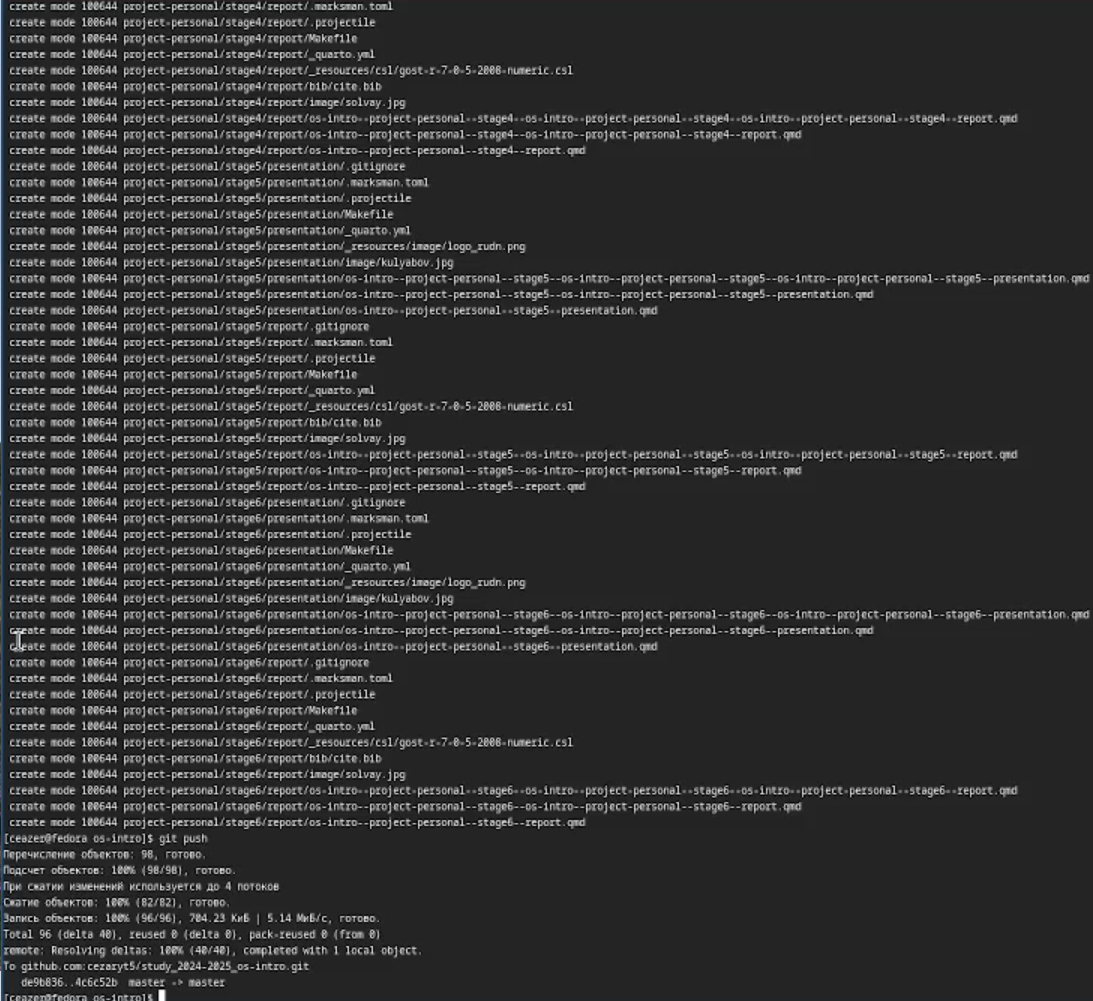 create mode 100644 project-personal/stage4/report/.marksman.toml
create mode 100644 project-personal/stage4/report/.projectile
create mode 100644 project-personal/stage4/report/Makefile
create mode 100644 project-personal/stage4/report/_quarto.yml
create mode 100644 project-personal/stage4/report/_resources/csl/gost-r-7-0-5-2008-numeric.csl
create mode 100644 project-personal/stage4/report/bib/cite.bib
create mode 100644 project-personal/stage4/report/image/solvay.jpg
create mode 100644 project-personal/stage4/report/os-intro--project-personal--stage4--os-intro--project-personal--stage4--os-intro--project-personal--stage4--report.qmd
create mode 100644 project-personal/stage4/report/os-intro--project-personal--stage4--os-intro--project-personal--stage4--report.qmd
create mode 100644 project-personal/stage4/report/os-intro--project-personal--stage4--report.qmd
create mode 100644 project-personal/stage5/presentation/.gitignore
create mode 100644 project-personal/stage5/presentation/.marksman.toml
create mode 100644 project-personal/stage5/presentation/.projectile
create mode 100644 project-personal/stage5/presentation/Makefile
create mode 100644 project-personal/stage5/presentation/_quarto.yml
create mode 100644 project-personal/stage5/presentation/_resources/image/logo_rudn.png
create mode 100644 project-personal/stage5/presentation/image/kulyabov.jpg
create mode 100644 project-personal/stage5/presentation/os-intro--project-personal--stage5--os-intro--project-personal--stage5--os-intro--project-personal--stage5--presentation.qmd
create mode 100644 project-personal/stage5/presentation/os-intro--project-personal--stage5--os-intro--project-personal--stage5--presentation.qmd
create mode 100644 project-personal/stage5/presentation/os-intro--project-personal--stage5--presentation.qmd
create mode 100644 project-personal/stage5/report/.gitignore
create mode 100644 project-personal/stage5/report/.marksman.toml
create mode 100644 project-personal/stage5/report/.projectile
create mode 100644 project-personal/stage5/report/Makefile
create mode 100644 project-personal/stage5/report/_quarto.yml
create mode 100644 project-personal/stage5/report/_resources/csl/gost-r-7-0-5-2008-numeric.csl
create mode 100644 project-personal/stage5/report/bib/cite.bib
create mode 100644 project-personal/stage5/report/image/solvay.jpg
create mode 100644 project-personal/stage5/report/os-intro--project-personal--stage5--os-intro--project-personal--stage5--os-intro--project-personal--stage5--report.qmd
create mode 100644 project-personal/stage5/report/os-intro--project-personal--stage5--os-intro--project-personal--stage5--report.qmd
create mode 100644 project-personal/stage5/report/os-intro--project-personal--stage5--report.qmd
create mode 100644 project-personal/stage6/presentation/.gitignore
create mode 100644 project-personal/stage6/presentation/.marksman.toml
create mode 100644 project-personal/stage6/presentation/.projectile
create mode 100644 project-personal/stage6/presentation/Makefile
create mode 100644 project-personal/stage6/presentation/_quarto.yml
create mode 100644 project-personal/stage6/presentation/_resources/image/logo_rudn.png
create mode 100644 project-personal/stage6/presentation/image/kulyabov.jpg
create mode 100644 project-personal/stage6/presentation/os-intro--project-personal--stage6--os-intro--project-personal--stage6--os-intro--project-personal--stage6--presentation.qmd
create mode 100644 project-personal/stage6/presentation/os-intro--project-personal--stage6--os-intro--project-personal--stage6--presentation.qmd
create mode 100644 project-personal/stage6/presentation/os-intro--project-personal--stage6--presentation.qmd
create mode 100644 project-personal/stage6/report/.gitignore
create mode 100644 project-personal/stage6/report/.marksman.toml
create mode 100644 project-personal/stage6/report/.projectile
create mode 100644 project-personal/stage6/report/Makefile
create mode 100644 project-personal/stage6/report/_quarto.yml
create mode 100644 project-personal/stage6/report/_resources/csl/gost-r-7-0-5-2008-numeric.csl
create mode 100644 project-personal/stage6/report/bib/cite.bib
create mode 100644 project-personal/stage6/report/image/solvay.jpg
create mode 100644 project-personal/stage6/report/os-intro--project-personal--stage6--os-intro--project-personal--stage6--os-intro--project-personal--stage6--report.qmd
create mode 100644 project-personal/stage6/report/os-intro--project-personal--stage6--os-intro--project-personal--stage6--report.qmd
create mode 100644 project-personal/stage6/report/os-intro--project-personal--stage6--report.qmd
[ceazer@fedora os-intro]$ git push
Перечисление объектов: 98, готово.
Подсчет объектов: 100% (98/98), готово.
При сжатии изменений используется до 4 потоков
Сжатие объектов: 100% (82/82), готово.
Запись объектов: 100% (96/96), 704.23 КиБ | 5.14 МиБ/с, готово.
Total 96 (delta 40), reused 0 (delta 0), pack-reused 0 (from 0)
remote: Resolving deltas: 100% (40/40), completed with 1 local object.
To github.com:cezaryt5/study_2024-2025_os-intro.git
de9b836..4c6c52b master -> master
[ceazer@fedora os-intro]$